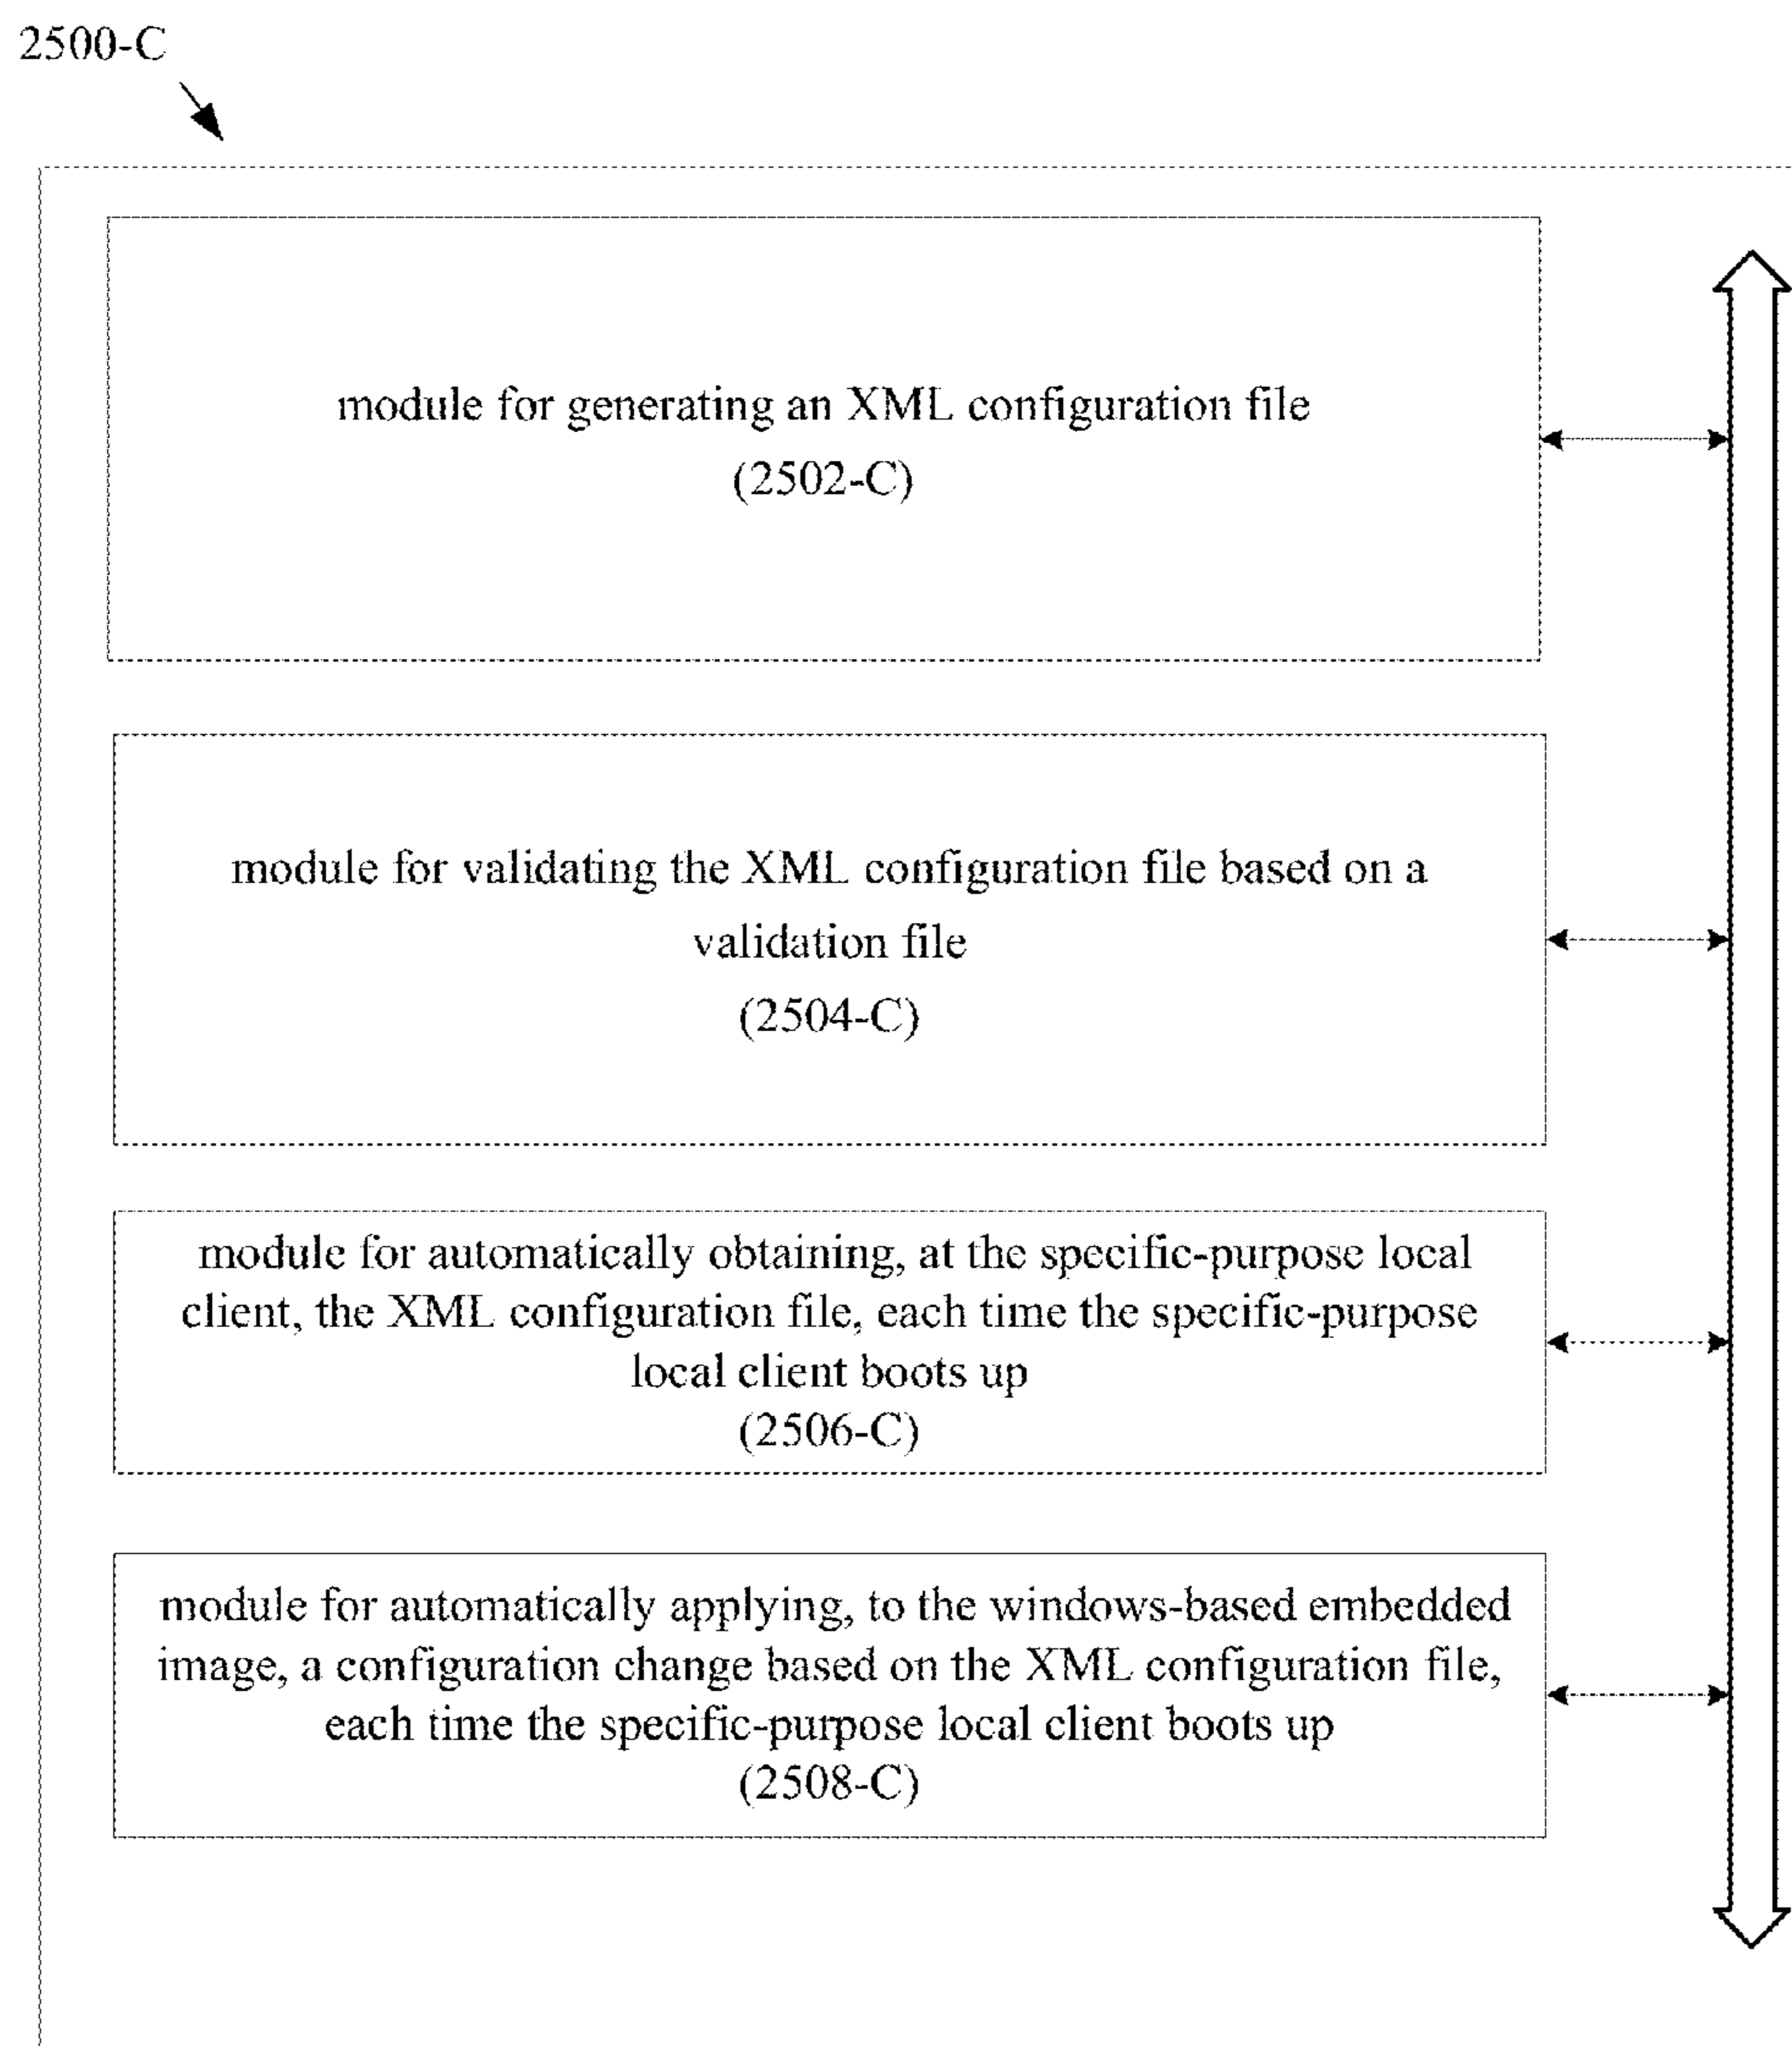 2500-C
module for generating an XML configuration file
(2502-C)
module for validating the XML configuration file based on a
validation file
(2504-C)
module for automatically obtaining, at the specific-purpose local
client, the XML configuration file, each time the specific-purpose
local client boots up
(2506-C)
module for automatically applying, to the windows-based embedded
image, a configuration change based on the XML configuration file,
each time the specific-purpose local client boots up
(2508-C)